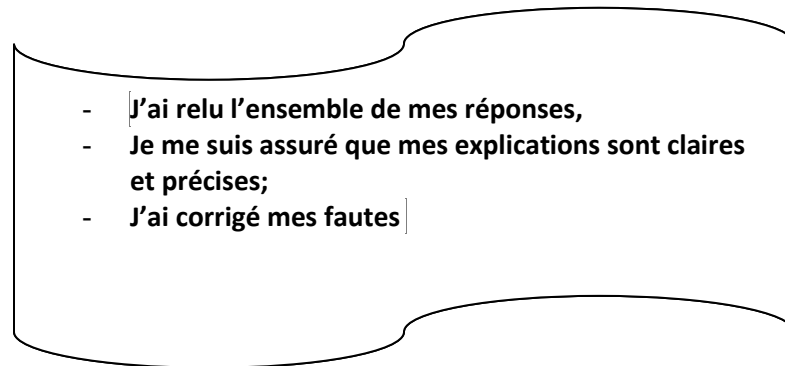 - J’ai relu l’ensemble de mes réponses,
- Je me suis assuré que mes explications sont claires
et précises;
- J’ai corrigé mes fautes